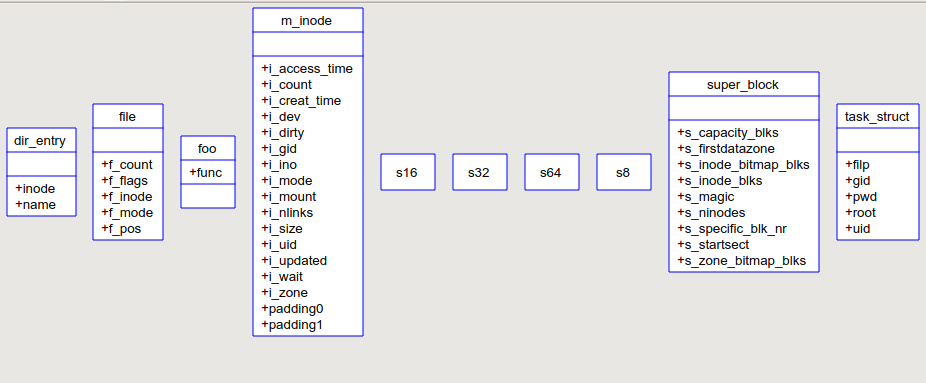 dir_entry
+inode
+name
file
+f_count
+f_flags
+f_inode
+f_mode
+f_pos
foo
+func
m_inode
+i_access_time
+i_count
+i_creat_time
+i_dev
+i_dirty
+i_gid
+i_ino
+i_mode
+i_mount
+i_nlinks
+i_size
+i_uid
+i_updated
+i_wait
+i_zone
+padding0
+padding1
s16
s32
s64
s8
super_block
+s_capacity_blks
+s_firstdatazone
+s_inode_bitmap_blks
+s_inode_blks
+s_magic
+s_ninodes
+s_specific_blk_nr
+s_startsect
+s_zone_bitmap_blks
task_struct
+filp
+gid
+pwd
+root
+uid